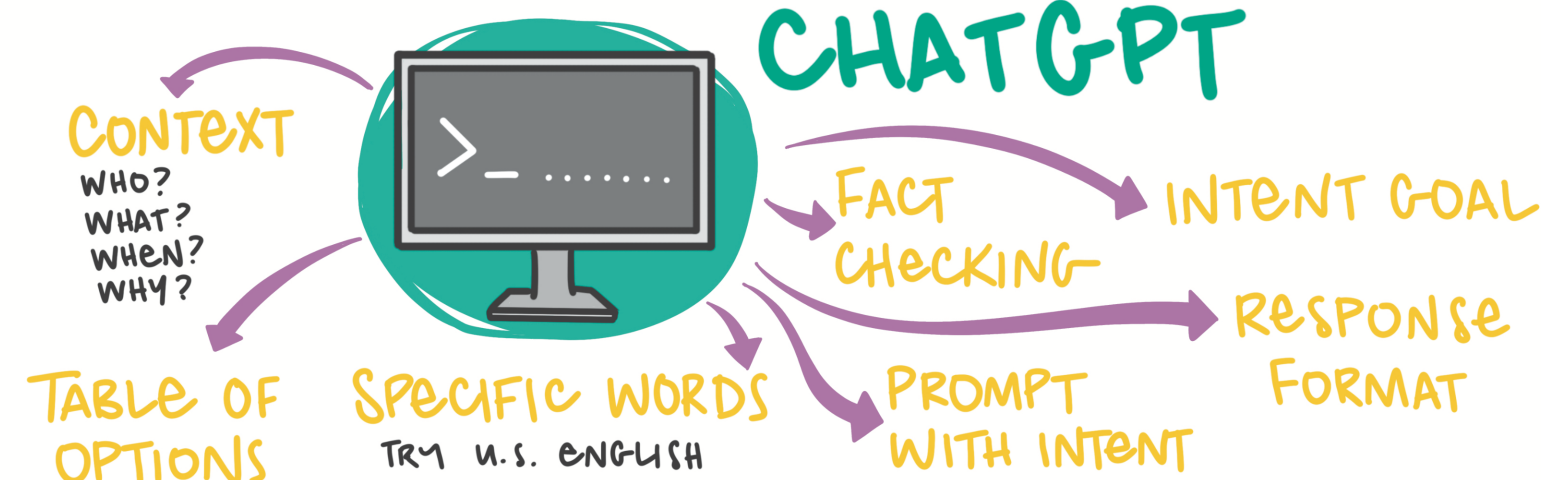 CHATGPT
CONTEXT
WHO?
WHAT?
WHEN?
WHY?
>_ .......
FACT
CHECKING
INTENT GOAL
RESPONSE
FORMAT
TABLE OF
OPTIONS
SPECIFIC WORDS
TRY U.S. ENGLISH
PROMPT
WITH INTENT